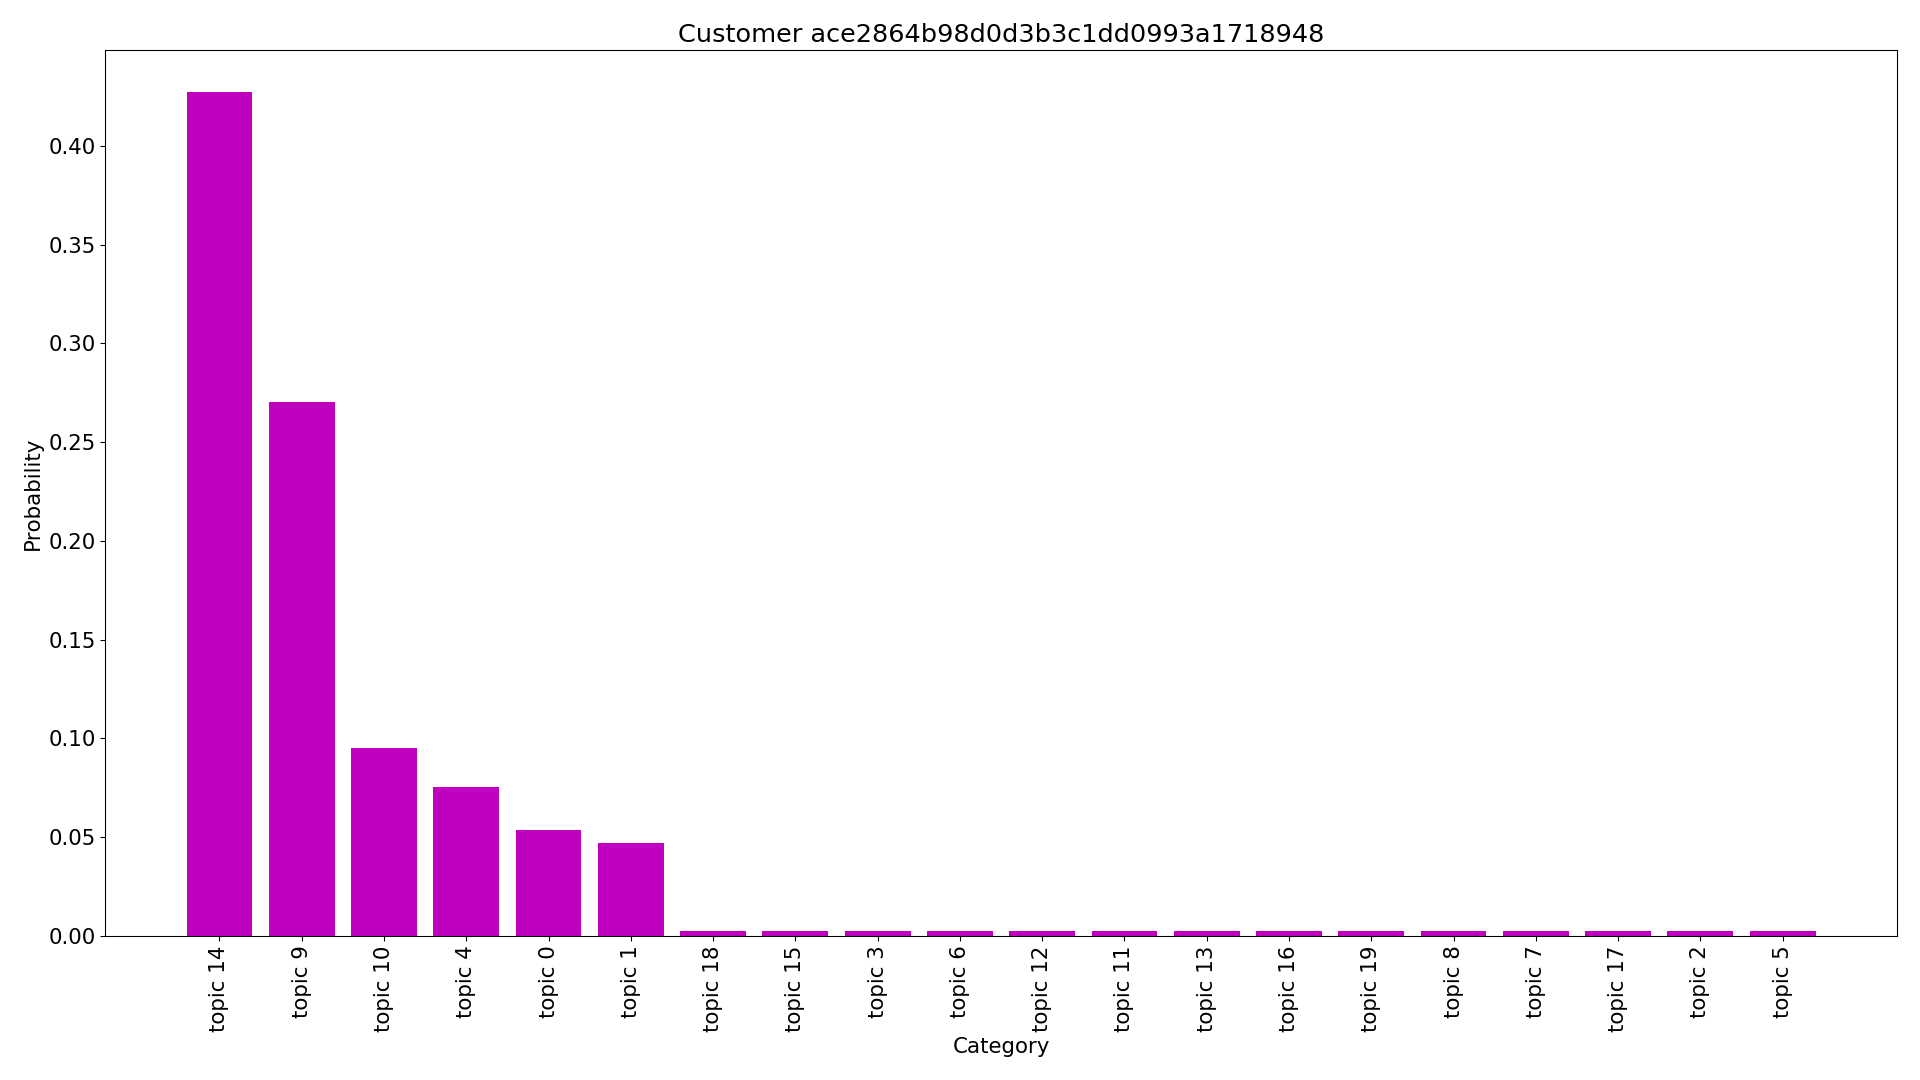 Customer ace2864b98d0d3b3c1dd0993a1718948
Probability
0.40
0.35
0.30
0.25
0.20
0.15
0.10
0.05
0.00
topic 14
topic 9
topic 10
topic 4
topic 0
topic 1
topic 18
topic 15
topic 3
topic 6
topic 12
topic 11
topic 13
topic 16
topic 19
topic 8
topic 7
topic 17
topic 2
topic 5
Category